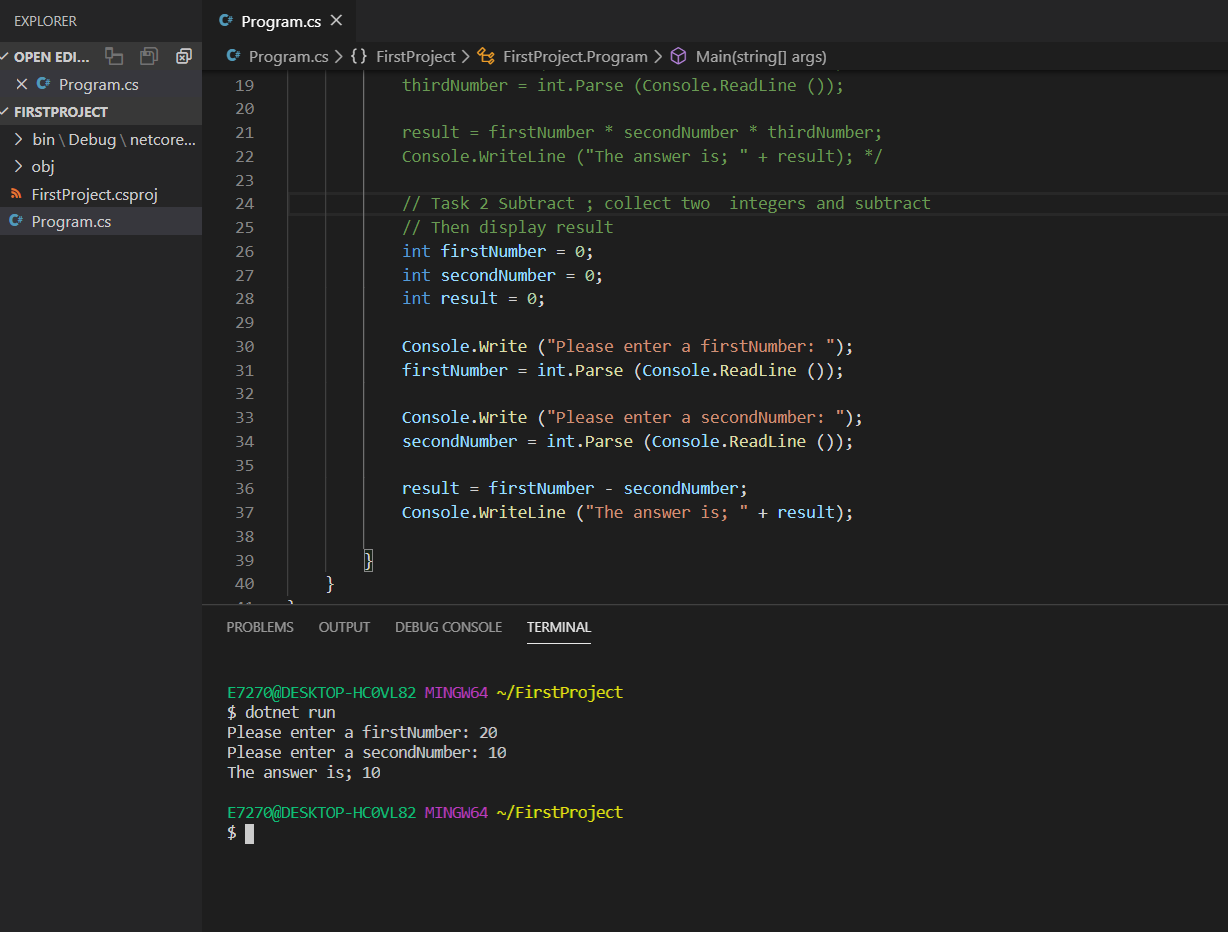 EXPLORER
OPEN EDI...
Program.cs
FIRSTPROJECT
bin\Debug\netcore...
obj
FirstProject.csproj
C# Program.cs
C# Program.cs
C# Program.cs > {} FirstProject > FirstProject.Program > Main(string[] args)
19 thirdNumber = int.Parse (Console.ReadLine ());
20
21 result = firstNumber * secondNumber * thirdNumber;
22 Console.WriteLine ("The answer is; " + result); */
23
24 // Task 2 Subtract ; collect two  integers and subtract
25 // Then display result
26 int firstNumber = 0;
27 int secondNumber = 0;
28 int result = 0;
29
30 Console.Write ("Please enter a firstNumber: ");
31 firstNumber = int.Parse (Console.ReadLine ());
32
33 Console.Write ("Please enter a secondNumber: ");
34 secondNumber = int.Parse (Console.ReadLine ());
35
36 result = firstNumber - secondNumber;
37 Console.WriteLine ("The answer is; " + result);
38
39 }
40 }
PROBLEMS OUTPUT DEBUG CONSOLE TERMINAL
E7270@DESKTOP-HC0VL82 MINGW64 ~/FirstProject
$ dotnet run
Please enter a firstNumber: 20
Please enter a secondNumber: 10
The answer is; 10
E7270@DESKTOP-HC0VL82 MINGW64 ~/FirstProject
$